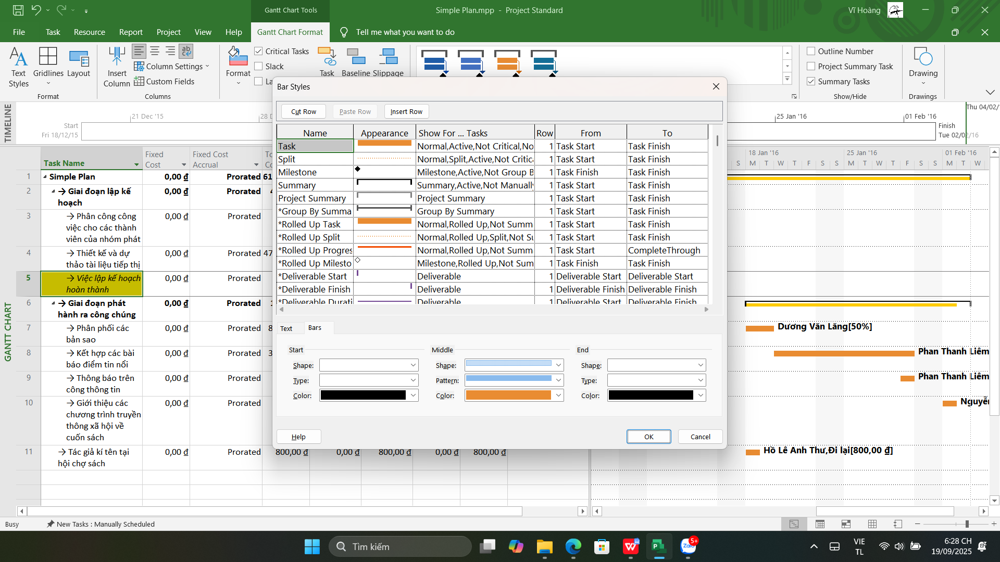 Gantt Chart Tools
Simple Plan.mpp - Project Standard
Vĩ Hoàng
File Task Resource Report Project View Help Gantt Chart Format Tell me what you want to do
Text Styles
Gridlines
Layout
Format
Insert Column
Column Settings
Custom Fields
Columns
Format
Critical Tasks
Slack
La
Task
Baseline
Slippage
Outline Number
Project Summary Task
Summary Tasks
Show/Hide
Drawing
Drawings
TIMELINE
21 Dec '15
28 D
25 Jan '16
01 Feb '16
Thu 04/02/
Start
Fri 18/12/15
Finish
Tue 02/02/16
GANTT CHART
Task Name
Fixed Cost
Fixed Cost Accrual
1 Simple Plan 0,00 ₫ Prorated 61
2 → Giai đoạn lập kế hoạch 0,00 ₫ Prorated
3 → Phân công công việc cho các thành viên của nhóm phát 0,00 ₫ Prorated
4 → Thiết kế và dự thảo tài liệu tiếp thị 0,00 ₫ Prorated 47
5 → Việc lập kế hoạch hoàn thành 0,00 ₫ Prorated
6 → Giai đoạn phát hành ra công chúng 0,00 ₫ Prorated
7 → Phân phối các bản sao 0,00 ₫ Prorated 8
8 → Kết hợp các bài báo điểm tin nổi 0,00 ₫ Prorated 3
9 → Thông báo trên công thông tin 0,00 ₫ Prorated
10 → Giới thiệu các chương trình truyền thông xã hội về cuốn sách 0,00 ₫ Prorated
11 → Tác giả kí tên tại hội chợ sách 0,00 ₫ Prorated 800,00 ₫ 0,00 ₫ 800,00 ₫ 0,00 ₫ 800,00 ₫
Bar Styles
Cut Row Paste Row Insert Row
Name Appearance Show For ... Tasks Row From To
Task Normal,Active,Not Critical,No 1 Task Start Task Finish
Split Normal,Split,Active,Not Critic 1 Task Start Task Finish
Milestone Milestone,Active,Not Group B 1 Task Finish Task Finish
Summary Summary,Active,Not Manually 1 Task Start Task Finish
Project Summary Project Summary 1 Task Start Task Finish
*Group By Summa Group By Summary 1 Task Start Task Finish
*Rolled Up Task Normal,Rolled Up,Not Summ 1 Task Start Task Finish
*Rolled Up Split Normal,Rolled Up,Split,Not Su 1 Task Start Task Finish
*Rolled Up Progres Normal,Rolled Up,Not Summ 1 Task Start CompleteThrough
*Rolled Up Milesto Milestone,Rolled Up,Not Sum 1 Task Finish Task Finish
*Deliverable Start Deliverable 1 Deliverable Start Deliverable Start
*Deliverable Finish Deliverable 1 Deliverable Finish Deliverable Finish
*Deliverable Durati Deliverable 1 Deliverable Start Deliverable Finish
Text Bars
Start Middle End
Shape: Shape: Shape:
Type: Pattern: Type:
Color: Color: Color:
Help OK Cancel
18 Jan '16 25 Jan '16 01 Feb '16
S M T W T F S S M T W T F S S M T W
Dương Văn Lăng[50%]
Phan Thanh Liêm
Phan Thanh Liêm
Nguyễ
Hồ Lê Anh Thư,Đi lại[800,00 ₫]
Busy New Tasks : Manually Scheduled
Tìm kiếm
Zalo
5+
VIE
TL
6:28 CH
19/09/2025